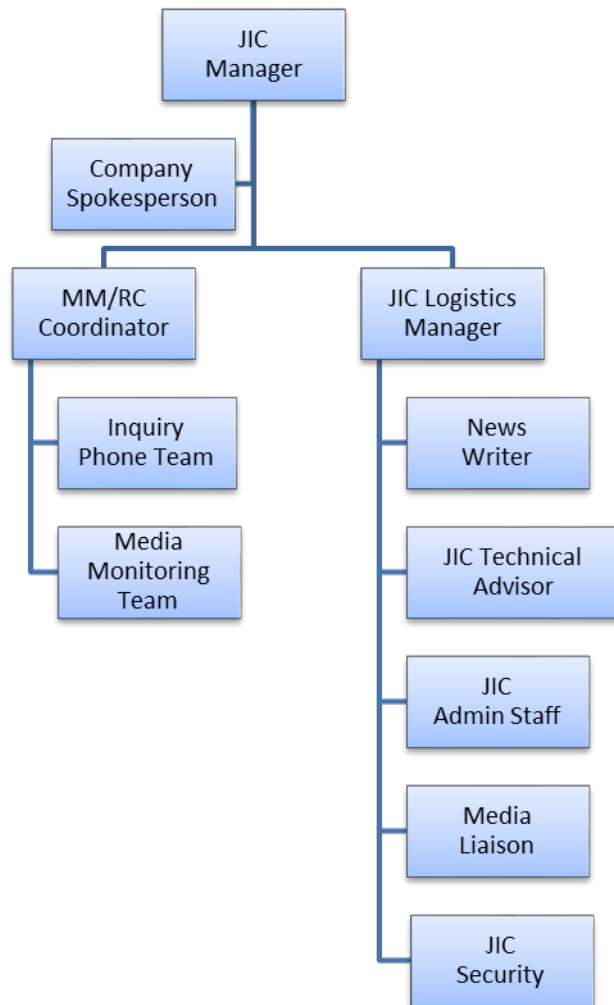 JIC
Manager
Company
Spokesperson
MM/RC
Coordinator
JIC Logistics
Manager
Inquiry
Phone Team
News
Writer
Media
Monitoring
Team
JIC Technical
Advisor
JIC
Admin Staff
Media
Liaison
JIC
Security